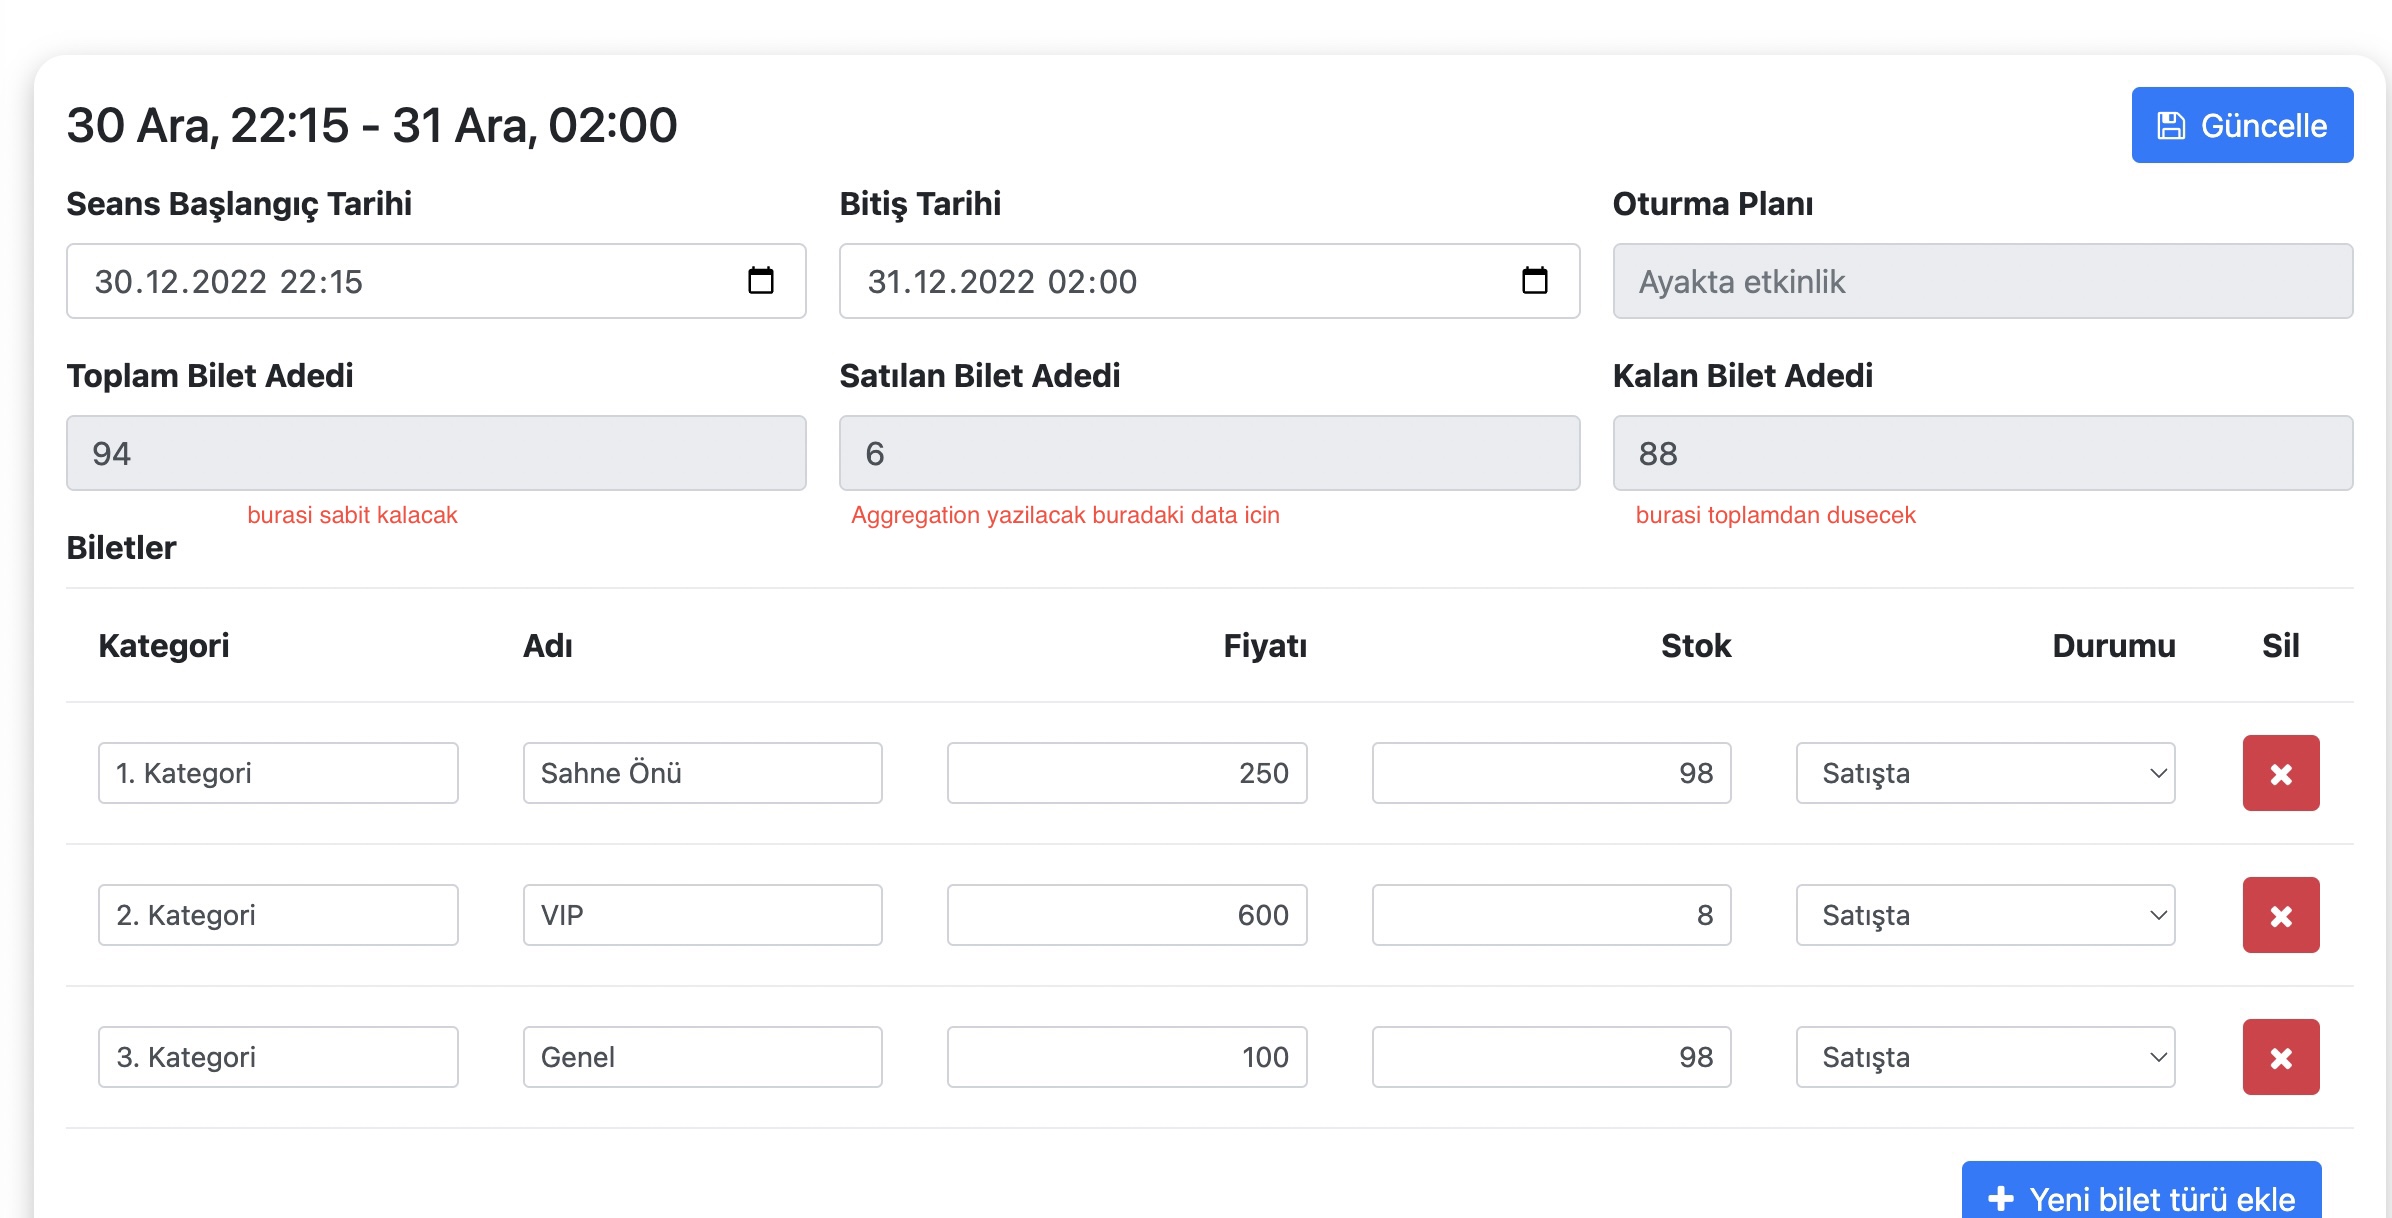 30 Ara, 22:15 - 31 Ara, 02:00
Güncelle
Seans Başlangıç Tarihi
Bitiş Tarihi
Oturma Planı
30.12.2022 22:15
31.12.2022 02:00
Ayakta etkinlik
Toplam Bilet Adedi
Satılan Bilet Adedi
Kalan Bilet Adedi
94
6
88
burasi sabit kalacak
Aggregation yazilacak buradaki data icin
burasi toplamdan dusecek
Biletler
Kategori Adı Fiyatı Stok Durumu Sil
1. Kategori Sahne Önü 250 98 Satışta
2. Kategori VIP 600 8 Satışta
3. Kategori Genel 100 98 Satışta
Yeni bilet türü ekle